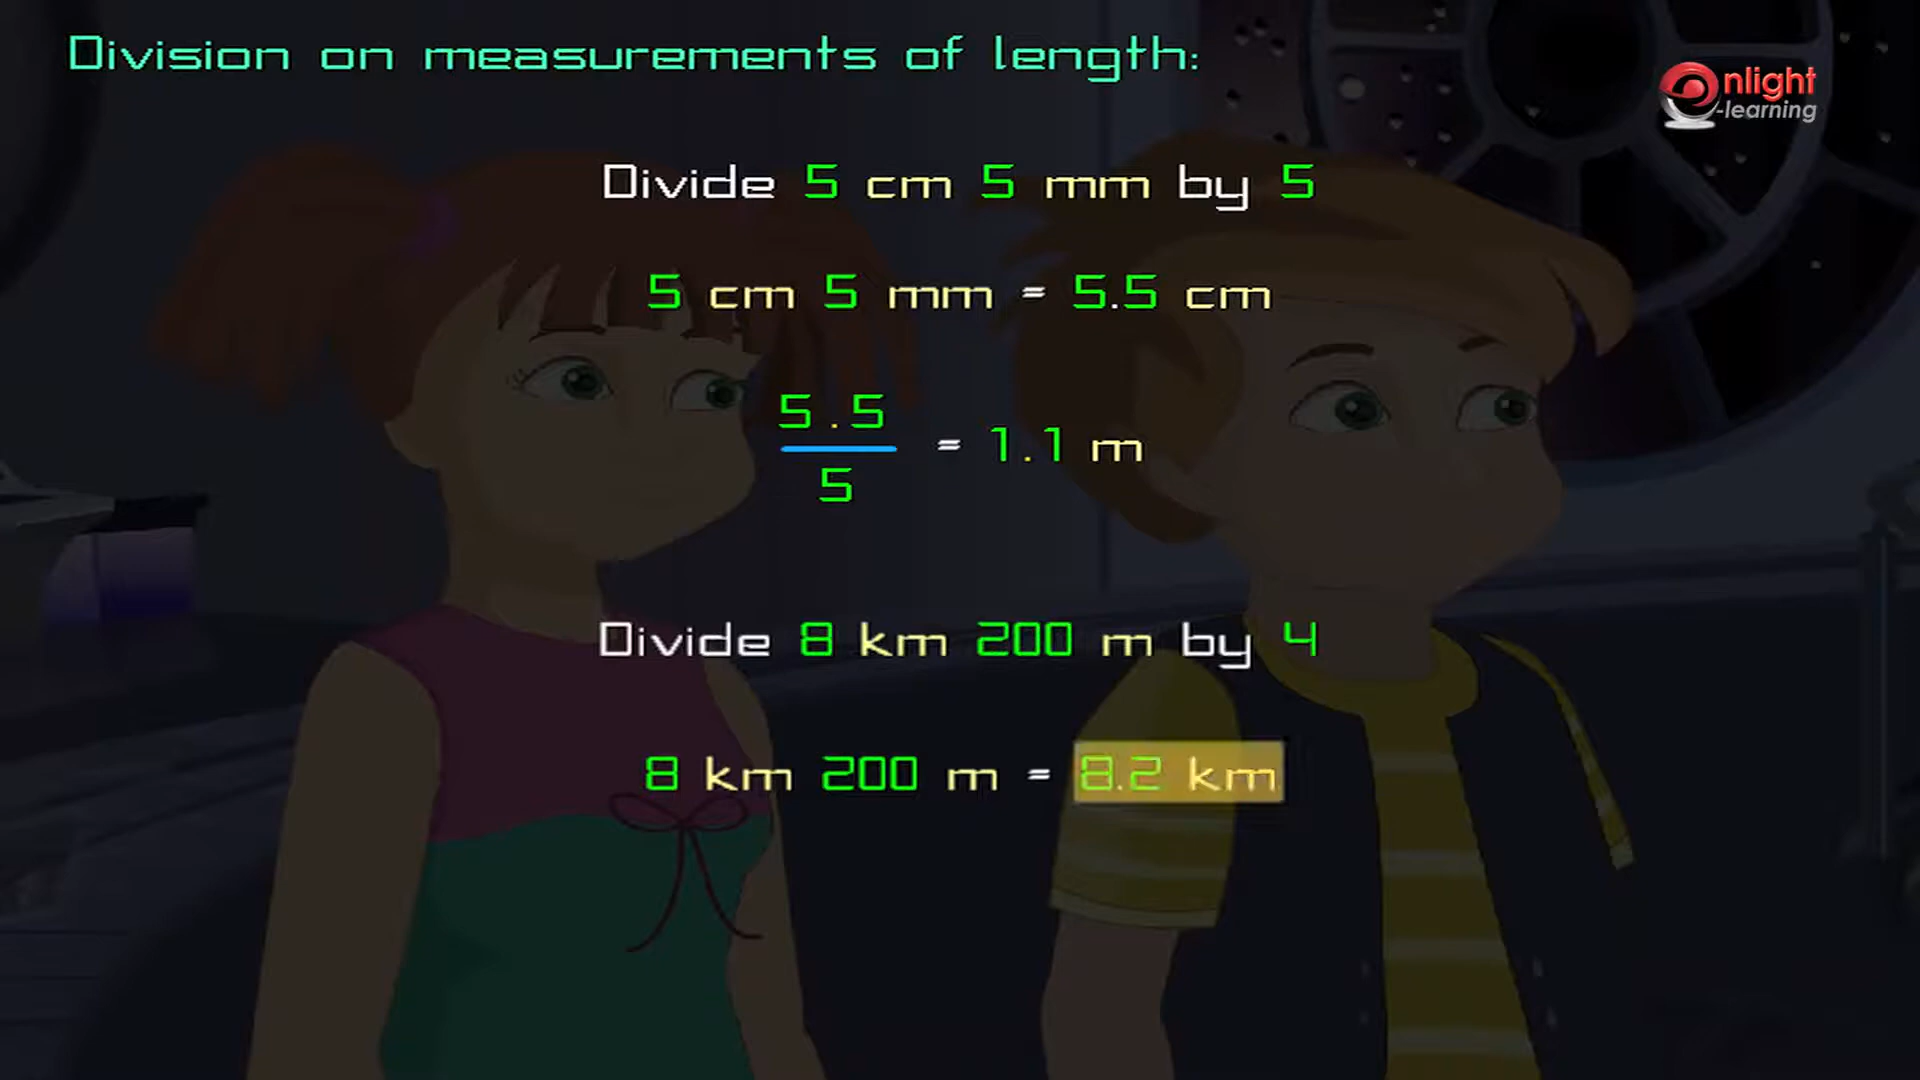 Division on measurements of length:
nlight
-learning
Divide 5 cm 5 mm by 5
5 cm 5 mm = 5.5 cm
5.5
5
= 1.1 m
Divide 8 km 200 m by 4
8 km 200 m = 8.2 km